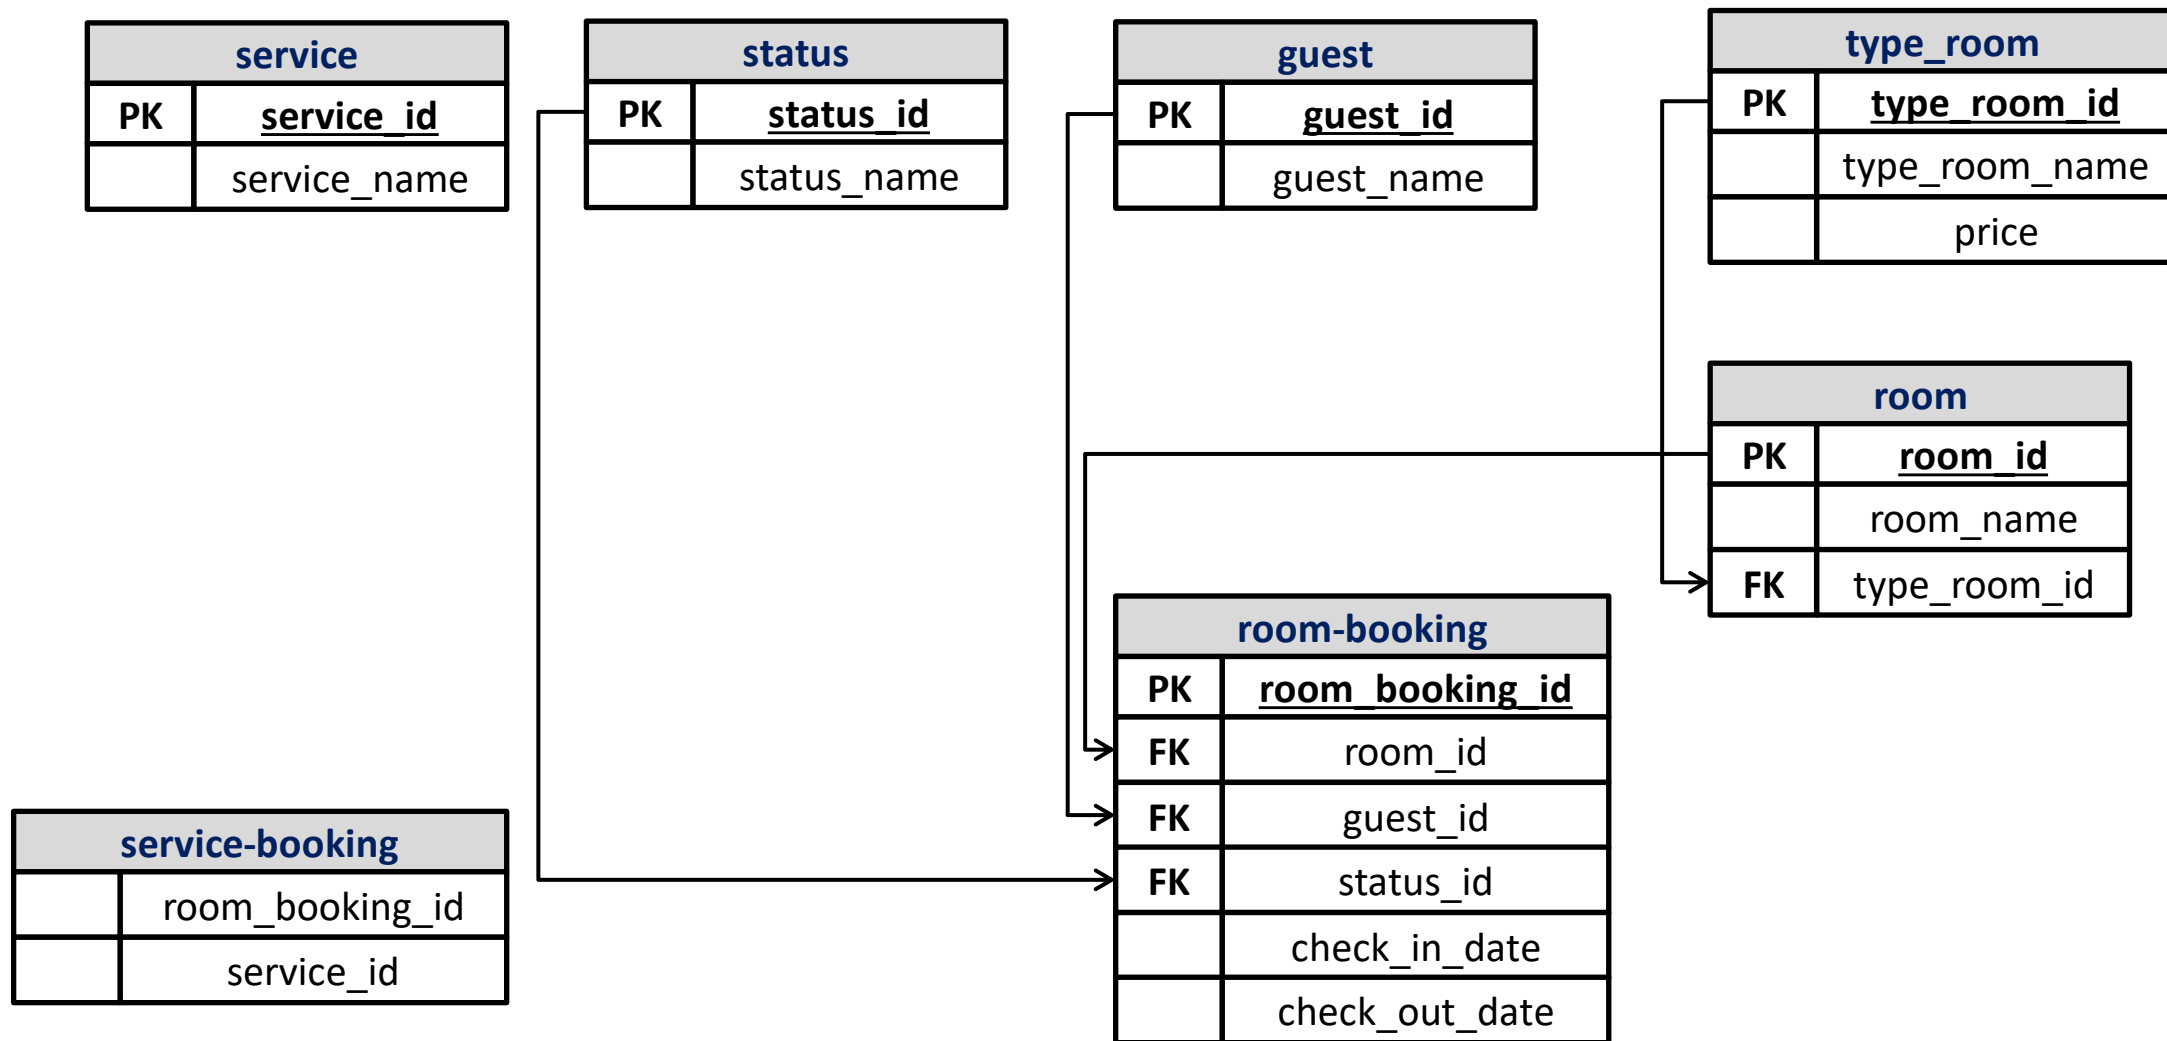 service
PK service_id
service_name
status
PK status_id
status_name
guest
PK guest_id
guest_name
type_room
PK type_room_id
type_room_name
price
room
PK room_id
room_name
FK type_room_id
room-booking
PK room_booking_id
FK room_id
FK guest_id
FK status_id
check_in_date
check_out_date
service-booking
room_booking_id
service_id